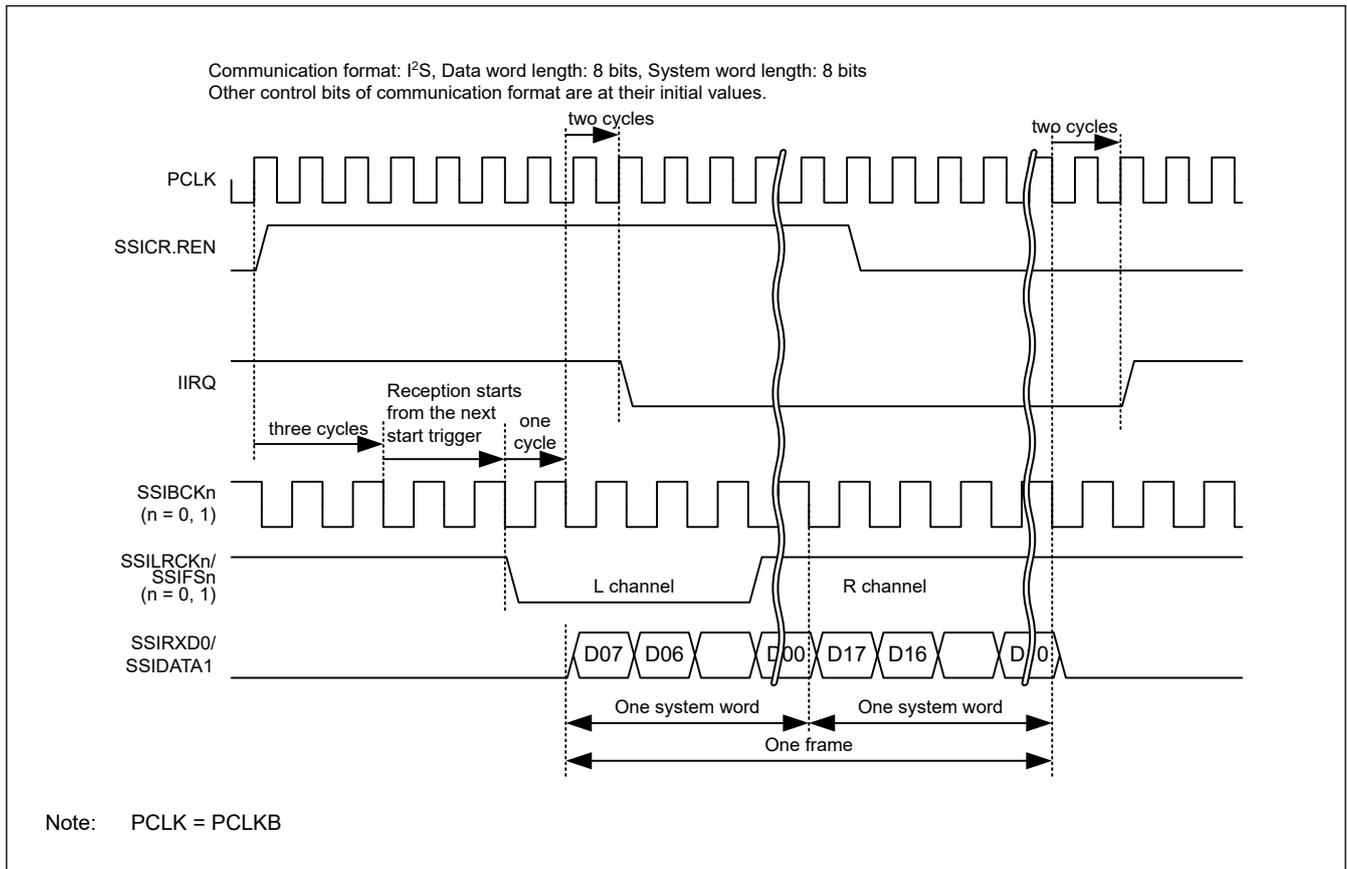 Communication format: I²S, Data word length: 8 bits, System word length: 8 bits
Other control bits of communication format are at their initial values.
two cycles
two cycles
PCLK
SSICR.REN
IIRQ
Reception starts
from the next
start trigger
one
cycle
three cycles
SSIBCKn
(n = 0, 1)
SSILRCKn/
SSIFSn
(n = 0, 1)
L channel
R channel
SSIRXD0/
SSIDATA1
D07 D06 D00 D17 D16
One system word
One system word
One frame
Note: PCLK = PCLKB